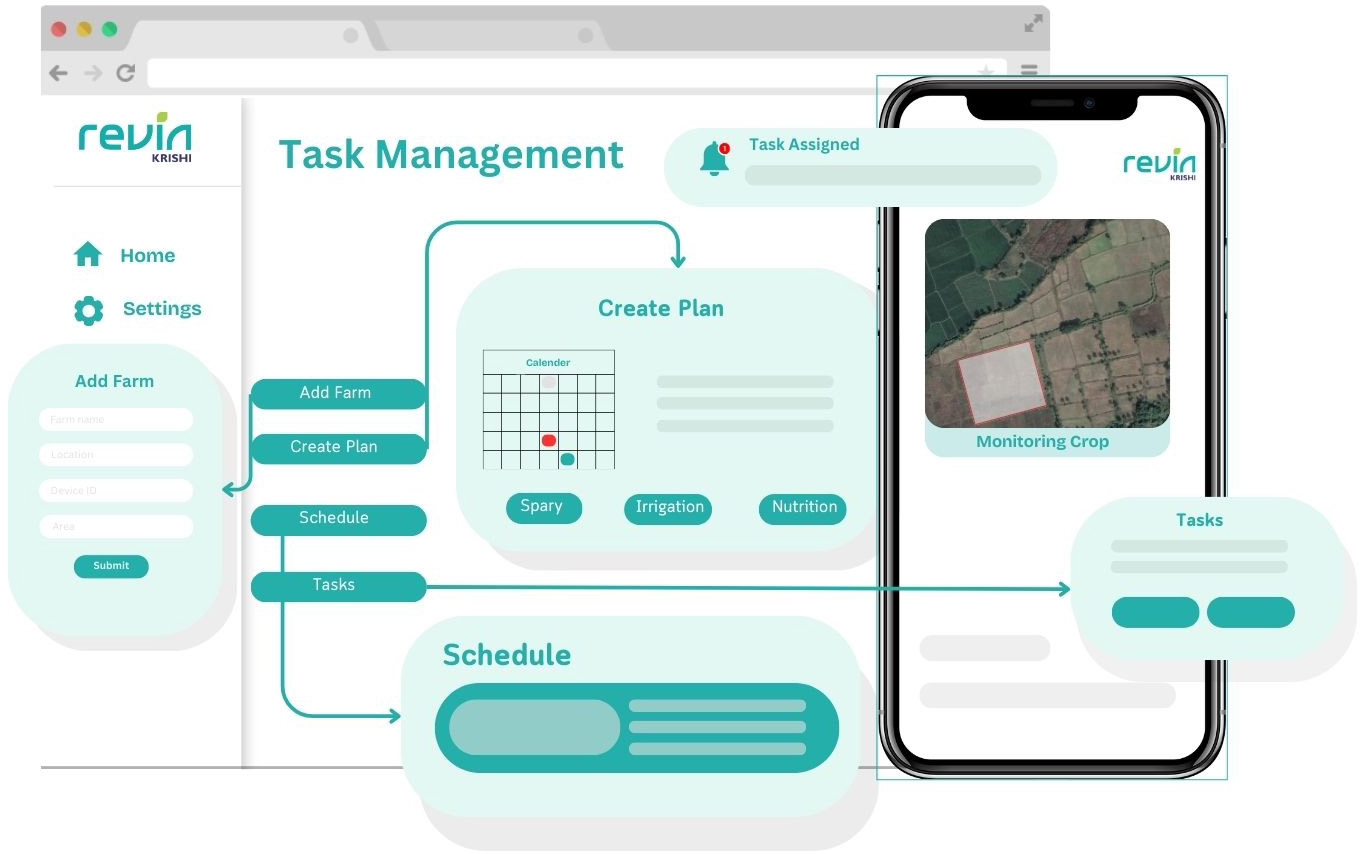 revin
KRISHI
Task Management
1
Task Assigned
revin
KRISHI
Home
Settings
Add Farm
Farm name
Location
Device ID
Area
Submit
Add Farm
Create Plan
Schedule
Tasks
Create Plan
Calender
Spary
Irrigation
Nutrition
Monitoring Crop
Tasks
Schedule